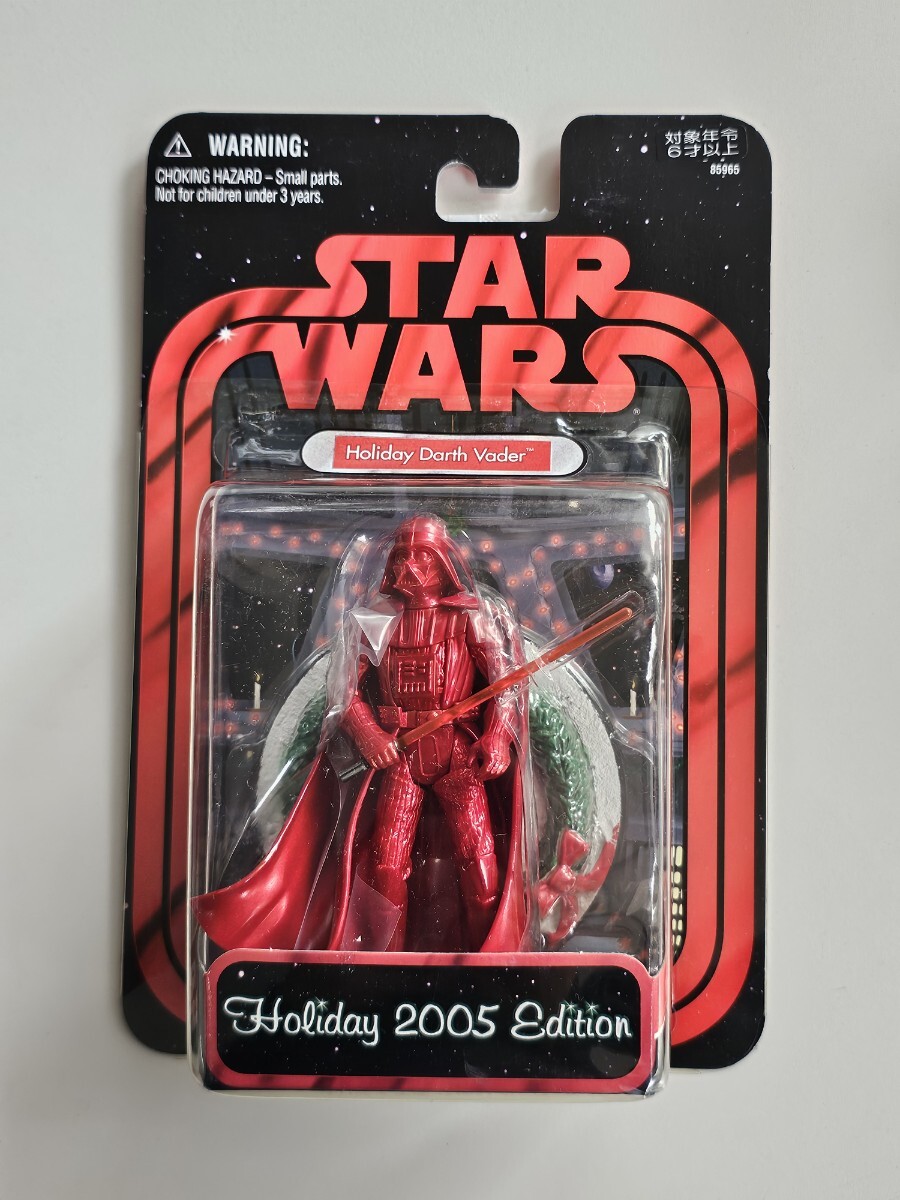 WARNING:
CHOKING HAZARD – Small parts.
Not for children under 3 years.
対象年令
6才以上
85965
STAR
WARS®
Holiday Darth Vader™
Holiday 2005 Edition